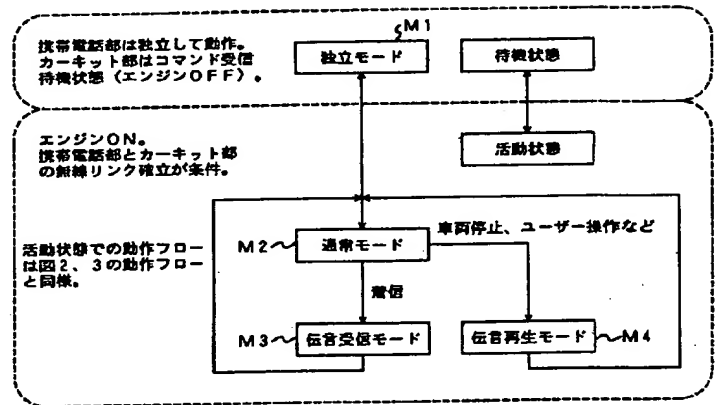 M1
携帯電話部は独立して動作。
カーキット部はコマンド受信
待機状態（エンジンOFF）。
独立モード
待機状態
エンジンON。
携帯電話部とカーキット部
の無線リンク確立が条件。
活動状態
車両停止、ユーザー操作など
活動状態での動作フロー
は図2、3の動作フロー
と同様。
M2
通常モード
着信
M3
伝言受信モード
伝言再生モード
M4